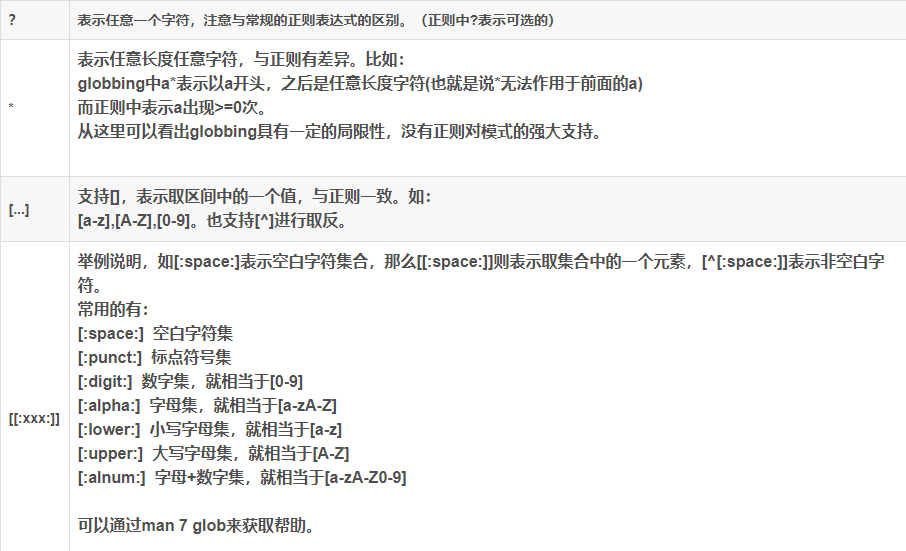 ?
表示任意一个字符，注意与常规的正则表达式的区别。（正则中?表示可选的）
*
表示任意长度任意字符，与正则有差异。比如：
globbing中a*表示以a开头，之后是任意长度字符(也就是说*无法作用于前面的a)
而正则中表示a出现>=0次。
从这里可以看出globbing具有一定的局限性，没有正则对模式的强大支持。
[...]
支持[]，表示取区间中的一个值，与正则一致。如：
[a-z],[A-Z],[0-9]。也支持[^]进行取反。
[[:xxx:]]
举例说明，如[:space:]表示空白字符集合，那么[[:space:]]则表示取集合中的一个元素，[^[:space:]]表示非空白字
符。
常用的有：
[:space:]  空白字符集
[:punct:]  标点符号集
[:digit:]  数字集，就相当于[0-9]
[:alpha:]  字母集，就相当于[a-zA-Z]
[:lower:]  小写字母集，就相当于[a-z]
[:upper:]  大写字母集，就相当于[A-Z]
[:alnum:]  字母+数字集，就相当于[a-zA-Z0-9]
可以通过man 7 glob来获取帮助。